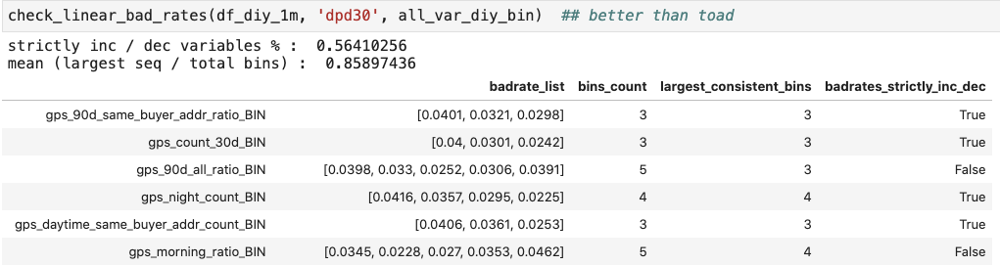 check_linear_bad_rates(df_diy_1m, 'dpd30', all_var_diy_bin)  ## better than toad
strictly inc / dec variables % :  0.56410256
mean (largest seq / total bins) :  0.85897436
badrate_list bins_count largest_consistent_bins badrates_strictly_inc_dec
gps_90d_same_buyer_addr_ratio_BIN [0.0401, 0.0321, 0.0298] 3 3 True
gps_count_30d_BIN [0.04, 0.0301, 0.0242] 3 3 True
gps_90d_all_ratio_BIN [0.0398, 0.033, 0.0252, 0.0306, 0.0391] 5 3 False
gps_night_count_BIN [0.0416, 0.0357, 0.0295, 0.0225] 4 4 True
gps_daytime_same_buyer_addr_count_BIN [0.0406, 0.0361, 0.0253] 3 3 True
gps_morning_ratio_BIN [0.0345, 0.0228, 0.027, 0.0353, 0.0462] 5 4 False